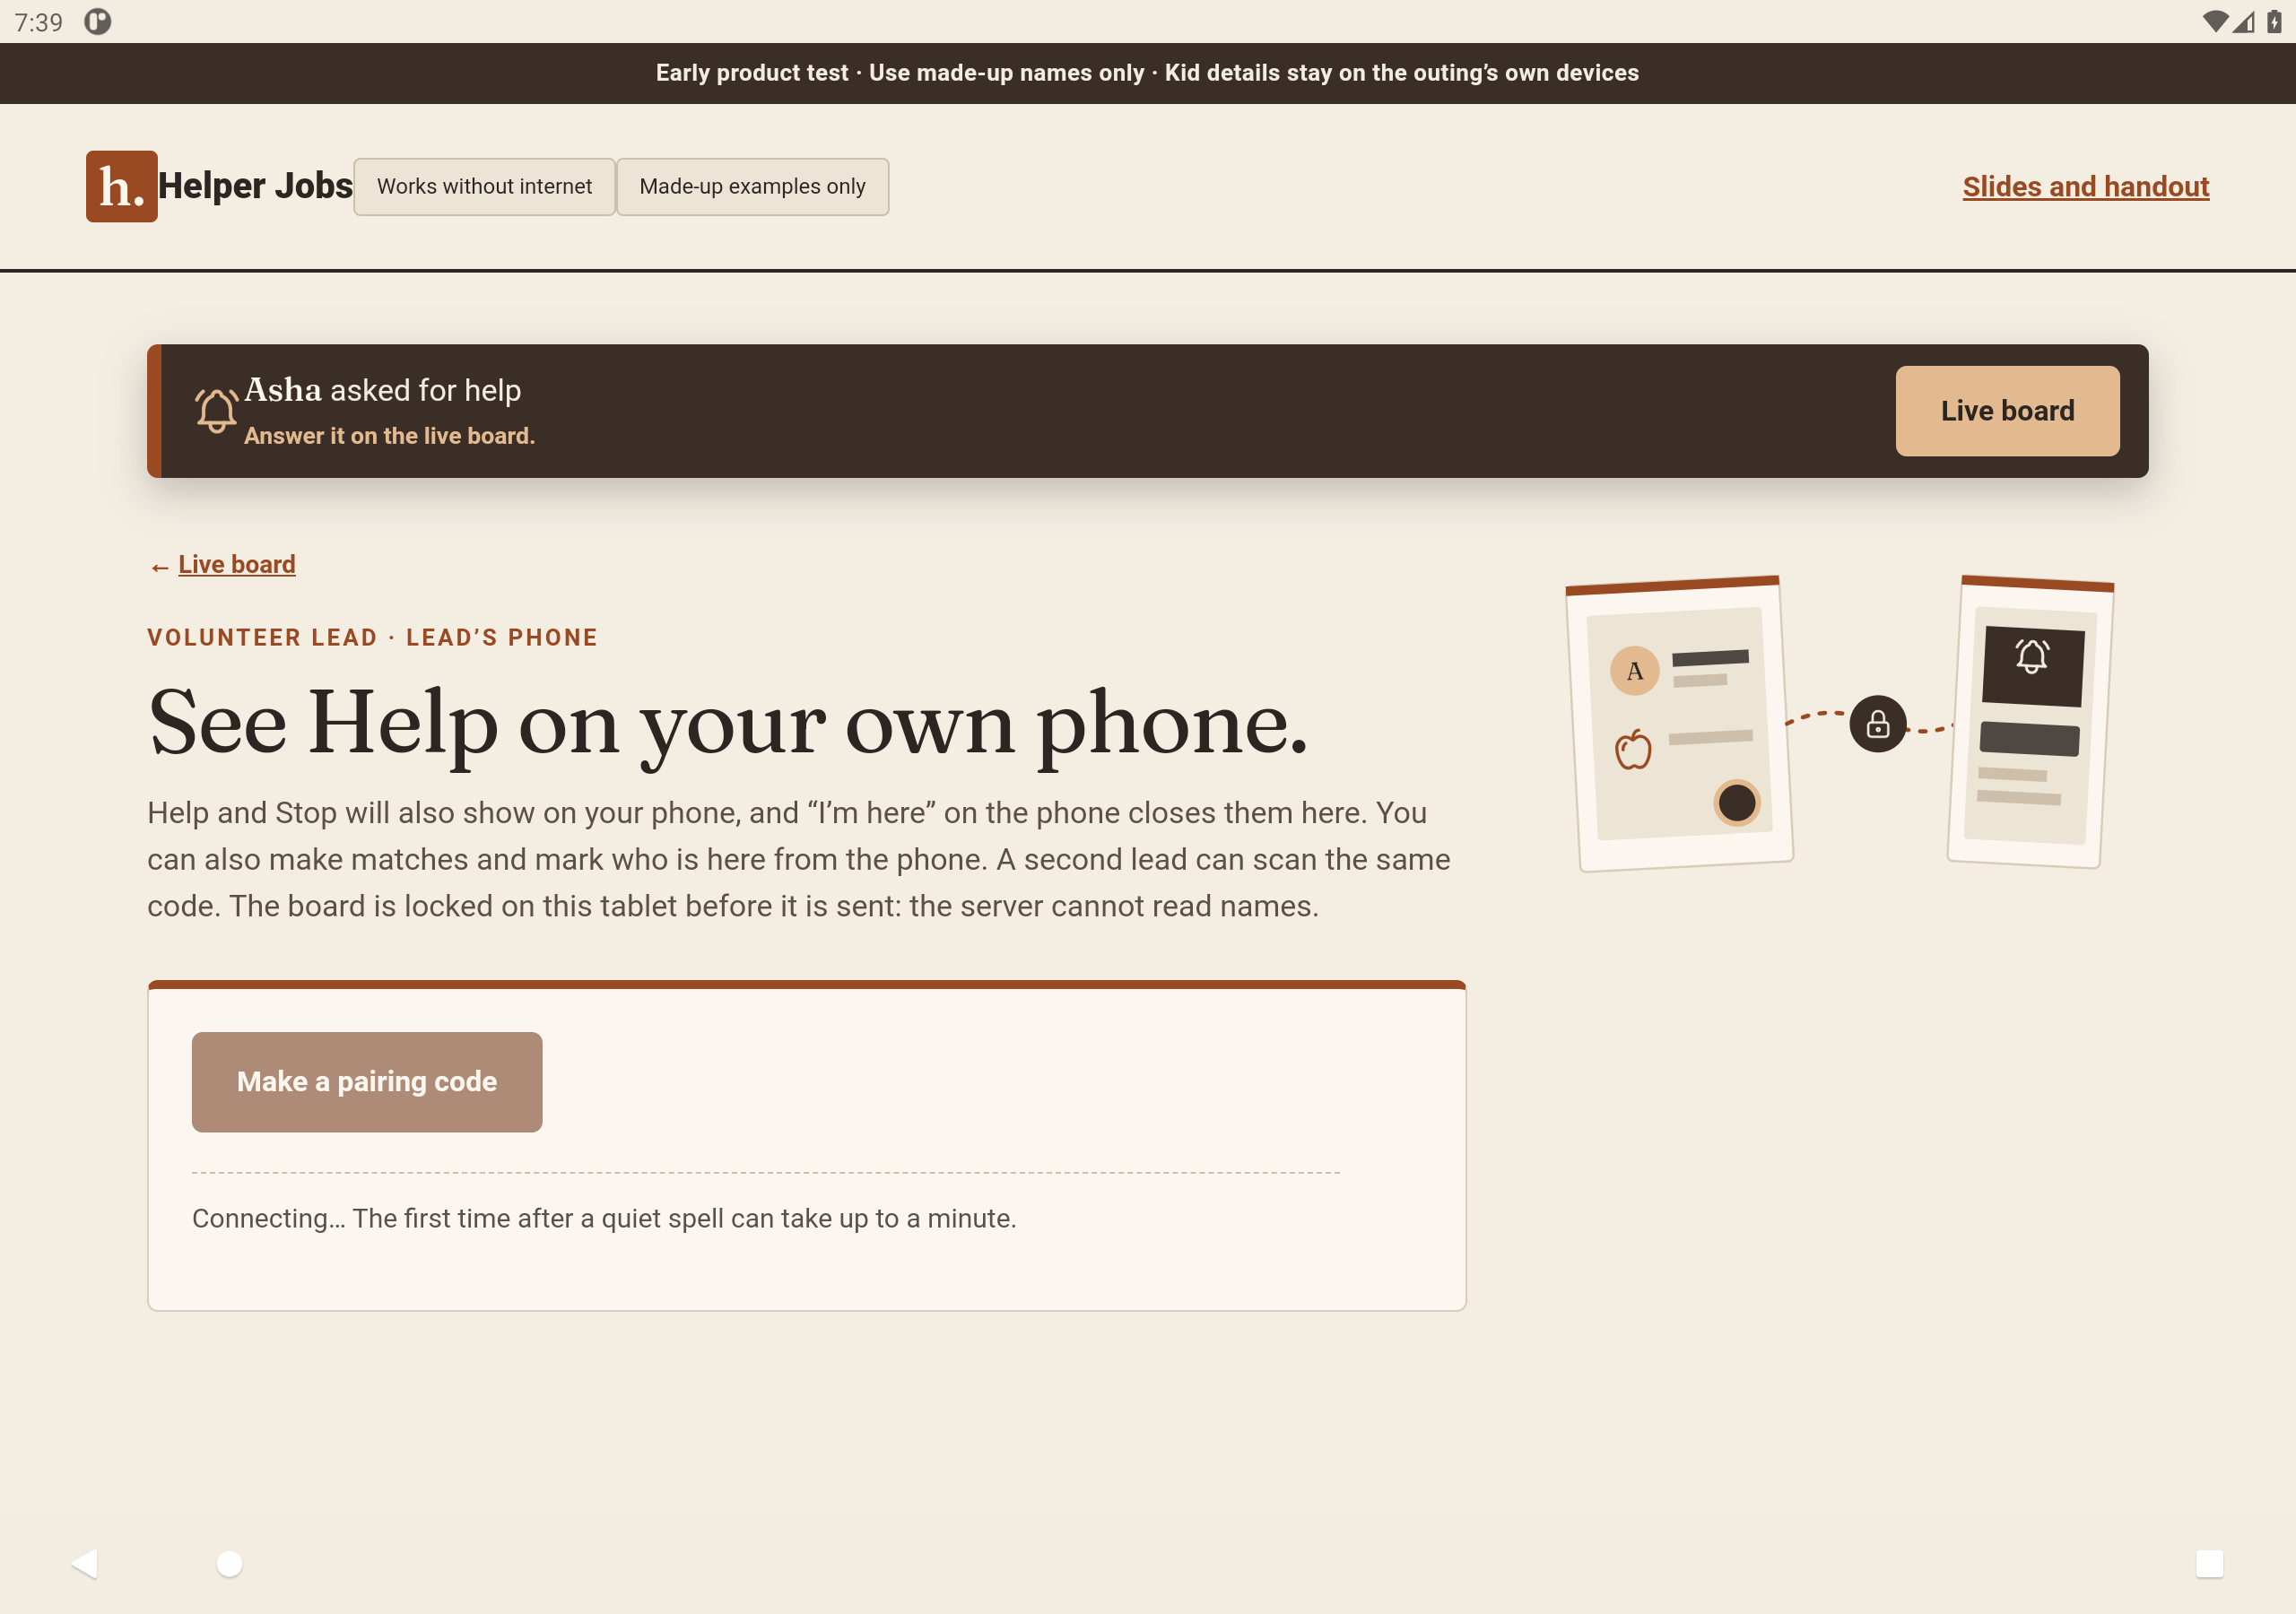 7:39
Early product test · Use made-up names only · Kid details stay on the outing’s own devices
h. Helper Jobs Works without internet Made-up examples only Slides and handout
Asha asked for help
Answer it on the live board.
Live board
← Live board
VOLUNTEER LEAD · LEAD’S PHONE
See Help on your own phone.
Help and Stop will also show on your phone, and “I’m here” on the phone closes them here. You
can also make matches and mark who is here from the phone. A second lead can scan the same
code. The board is locked on this tablet before it is sent: the server cannot read names.
A
Make a pairing code
Connecting… The first time after a quiet spell can take up to a minute.